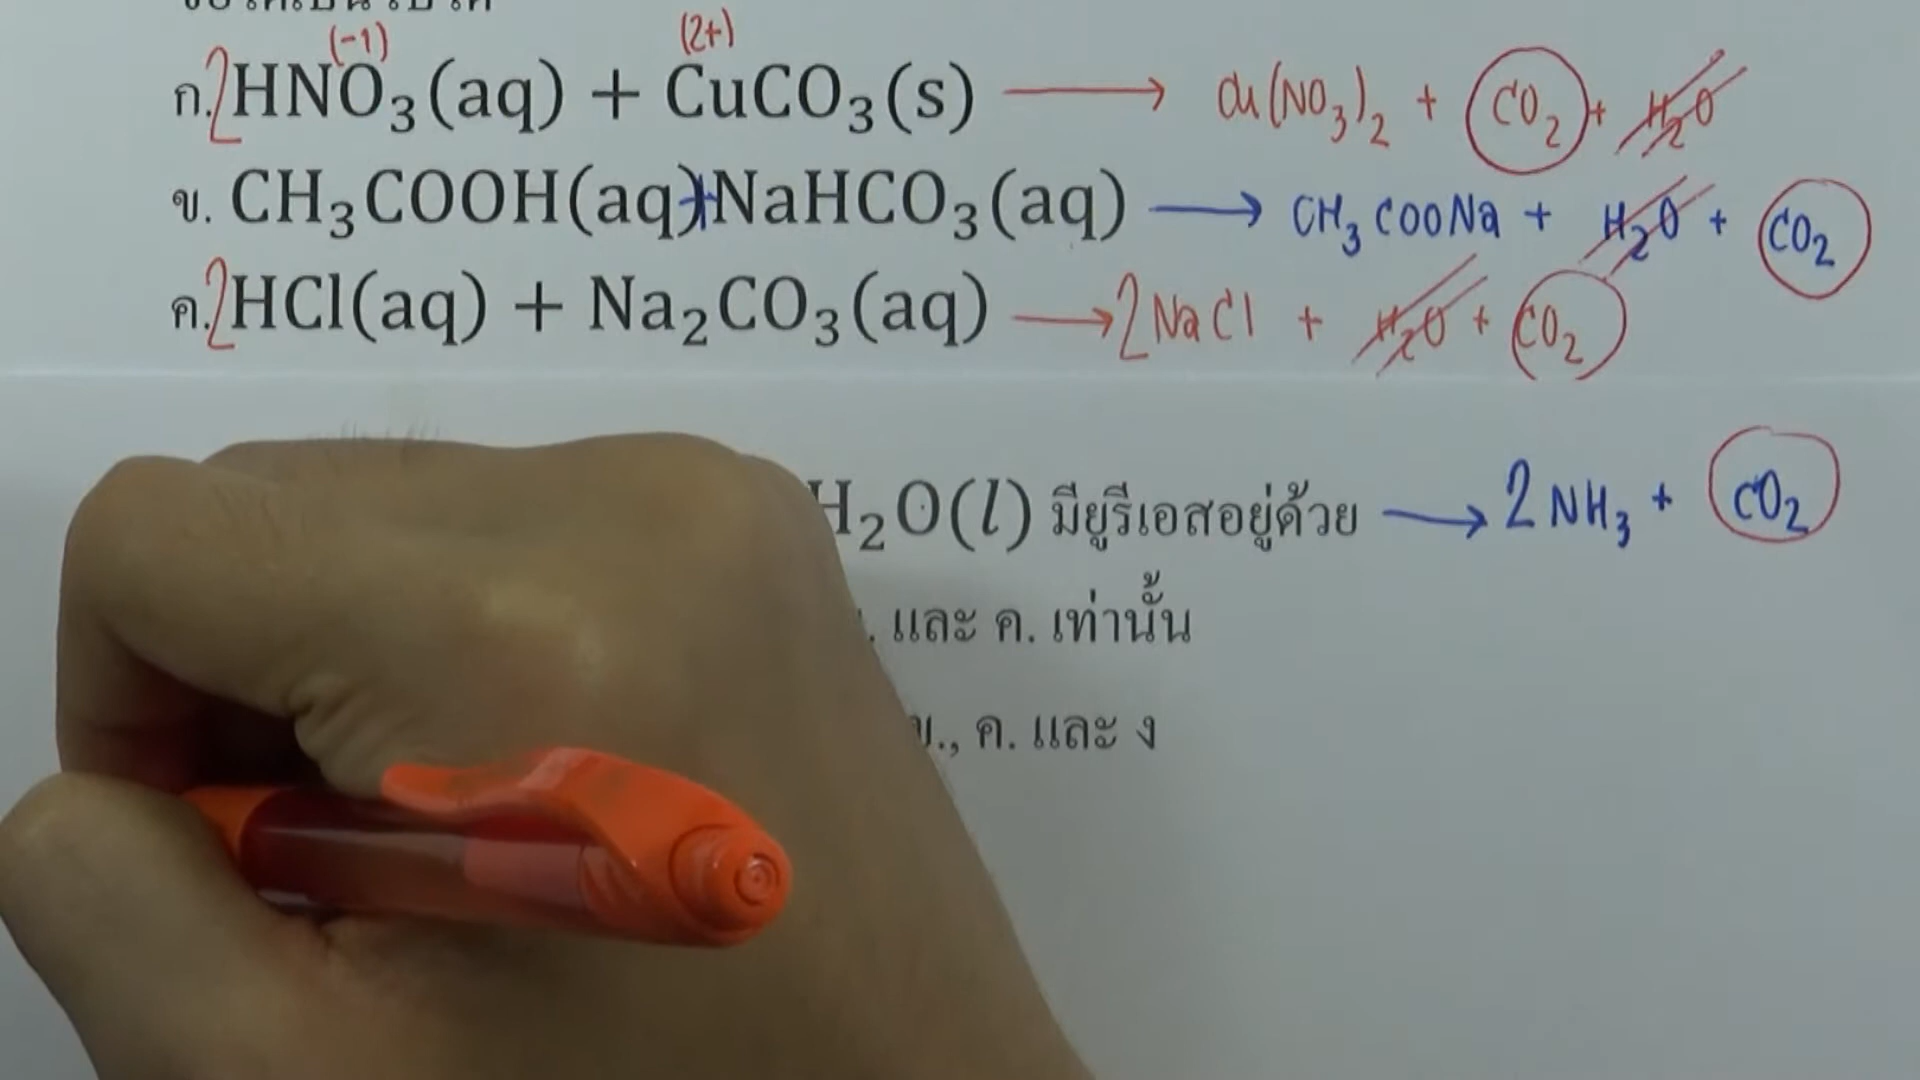 (-1) (2+)
ก. 2HNO₃(aq) + CuCO₃(s) ⟶ Cu(NO₃)₂ + CO₂ + H₂O
ข. CH₃COOH(aq)+NaHCO₃(aq) ⟶ CH₃COONa + H₂O + CO₂
ค. 2HCl(aq) + Na₂CO₃(aq) ⟶ 2NaCl + H₂O + CO₂
H₂O(l) มียูรีเอสอยู่ด้วย ⟶ 2NH₃ + CO₂
. และ ค. เท่านั้น
ข., ค. และ ง